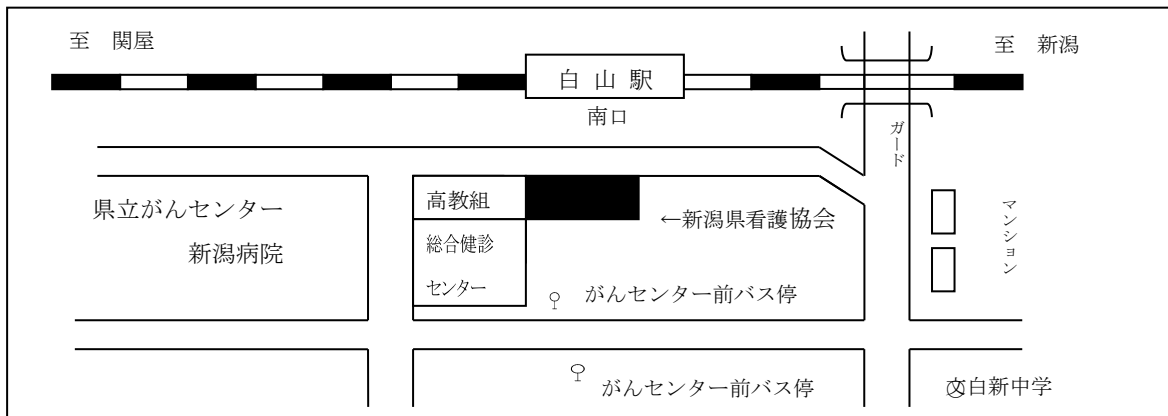 至　関屋
至　新潟
白 山 駅
南口
ガード
高教組
←新潟県看護協会
県立がんセンター
新潟病院
総合健診
センター
マンション
がんセンター前バス停
がんセンター前バス停
文白新中学